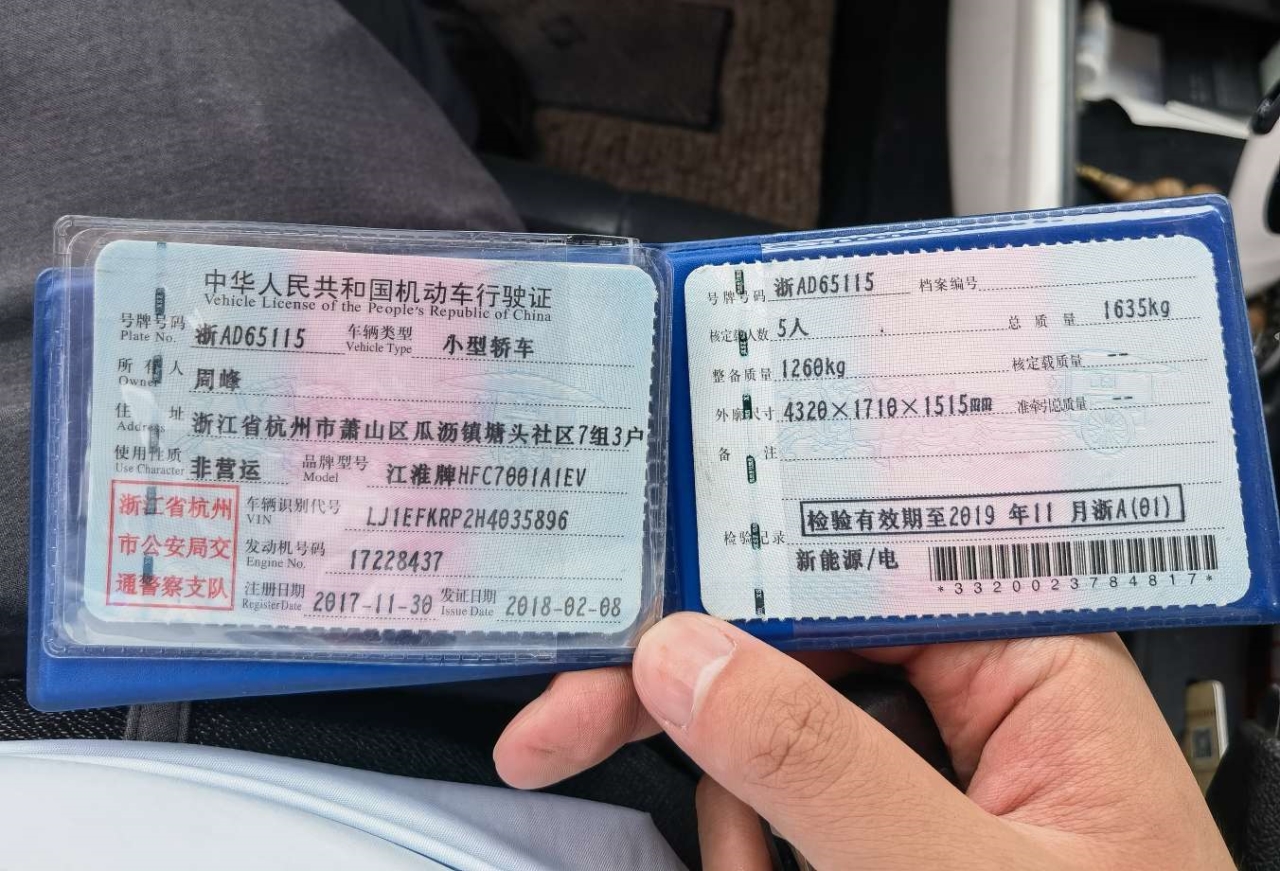 中华人民共和国机动车行驶证
Vehicle License of the People's Republic of China
号牌号码 浙AD65115 车辆类型 小型轿车
Plate No. Vehicle Type
所有人 周峰
Owner
住址 浙江省杭州市萧山区瓜沥镇塘头社区7组3户
Address
使用性质 非营运 品牌型号 江淮牌HFC7001A1EV
Use Character Model
浙江省杭州
市公安局交
通警察支队
车辆识别代号 LJ1EFKRP2H4035896
VIN
发动机号码 17228437
Engine No.
注册日期 2017-11-30 发证日期 2018-02-08
Register Date Issue Date
号牌号码 浙AD65115 档案编号
核定载人数 5人 总质量 1635kg
整备质量 1260kg 核定载质量 --
外廓尺寸 4320×1710×1515mm 准牵引总质量 --
备注
检验有效期至2019 年11 月浙A(01)
检验记录
新能源/电
*3320023784817*